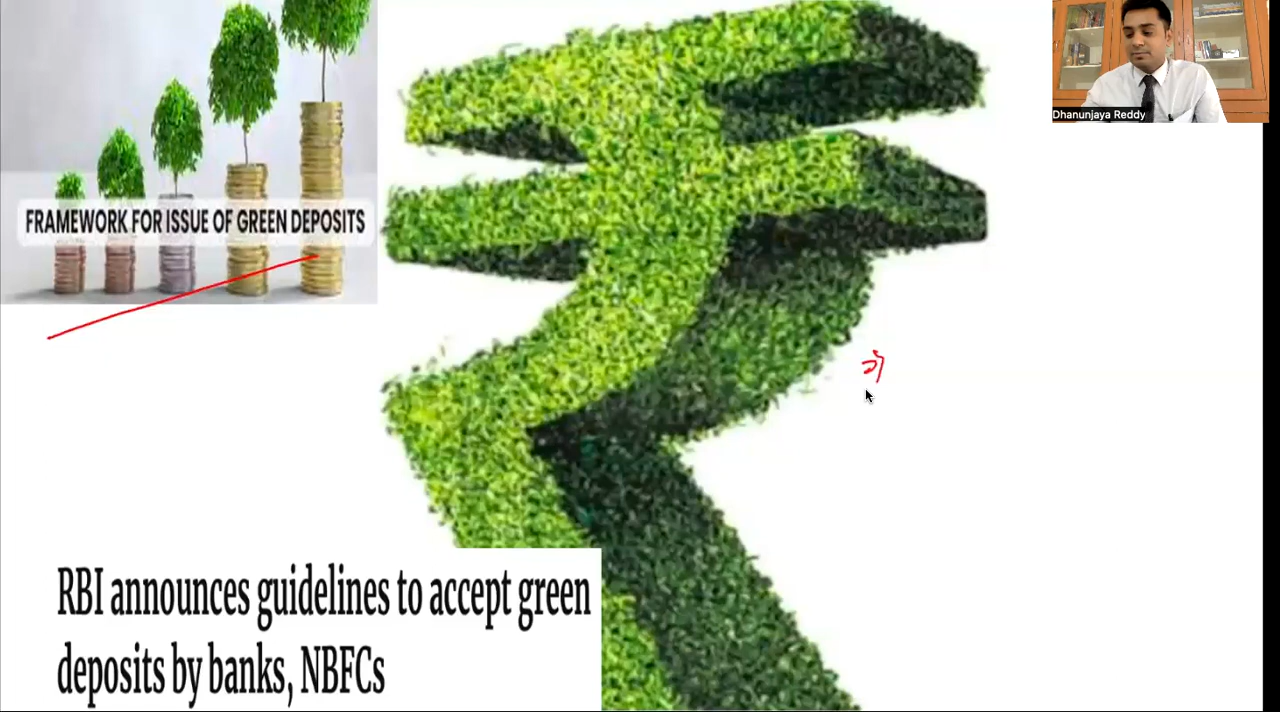 FRAMEWORK FOR ISSUE OF GREEN DEPOSITS
Dhanunjaya Reddy
RBI announces guidelines to accept green
deposits by banks, NBFCs